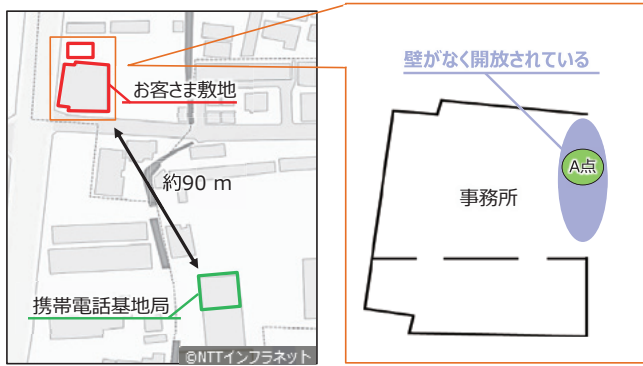 お客さま敷地
約90 m
携帯電話基地局
©NTTインフラネット
壁がなく開放されている
A点
事務所